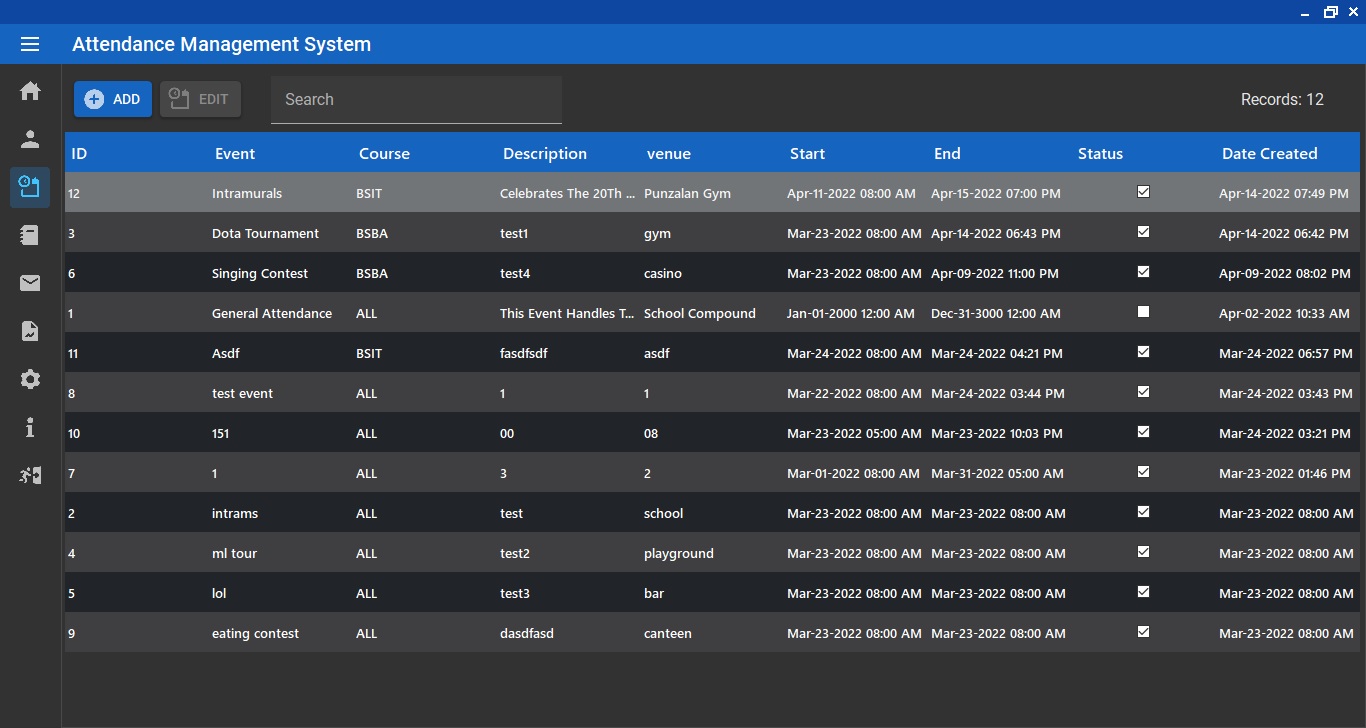 Attendance Management System
ADD EDIT Search Records: 12
ID Event Course Description venue Start End Status Date Created
12 Intramurals BSIT Celebrates The 20Th ... Punzalan Gym Apr-11-2022 08:00 AM Apr-15-2022 07:00 PM Apr-14-2022 07:49 PM
3 Dota Tournament BSBA test1 gym Mar-23-2022 08:00 AM Apr-14-2022 06:43 PM Apr-14-2022 06:42 PM
6 Singing Contest BSBA test4 casino Mar-23-2022 08:00 AM Apr-09-2022 11:00 PM Apr-09-2022 08:02 PM
1 General Attendance ALL This Event Handles T... School Compound Jan-01-2000 12:00 AM Dec-31-3000 12:00 AM Apr-02-2022 10:33 AM
11 Asdf BSIT fasdfsdf asdf Mar-24-2022 08:00 AM Mar-24-2022 04:21 PM Mar-24-2022 06:57 PM
8 test event ALL 1 1 Mar-22-2022 08:00 AM Mar-24-2022 03:44 PM Mar-24-2022 03:43 PM
10 151 ALL 00 08 Mar-23-2022 05:00 AM Mar-23-2022 10:03 PM Mar-24-2022 03:21 PM
7 1 ALL 3 2 Mar-01-2022 08:00 AM Mar-31-2022 05:00 AM Mar-23-2022 01:46 PM
2 intrams ALL test school Mar-23-2022 08:00 AM Mar-23-2022 08:00 AM Mar-23-2022 08:00 AM
4 ml tour ALL test2 playground Mar-23-2022 08:00 AM Mar-23-2022 08:00 AM Mar-23-2022 08:00 AM
5 lol ALL test3 bar Mar-23-2022 08:00 AM Mar-23-2022 08:00 AM Mar-23-2022 08:00 AM
9 eating contest ALL dasdfasd canteen Mar-23-2022 08:00 AM Mar-23-2022 08:00 AM Mar-23-2022 08:00 AM